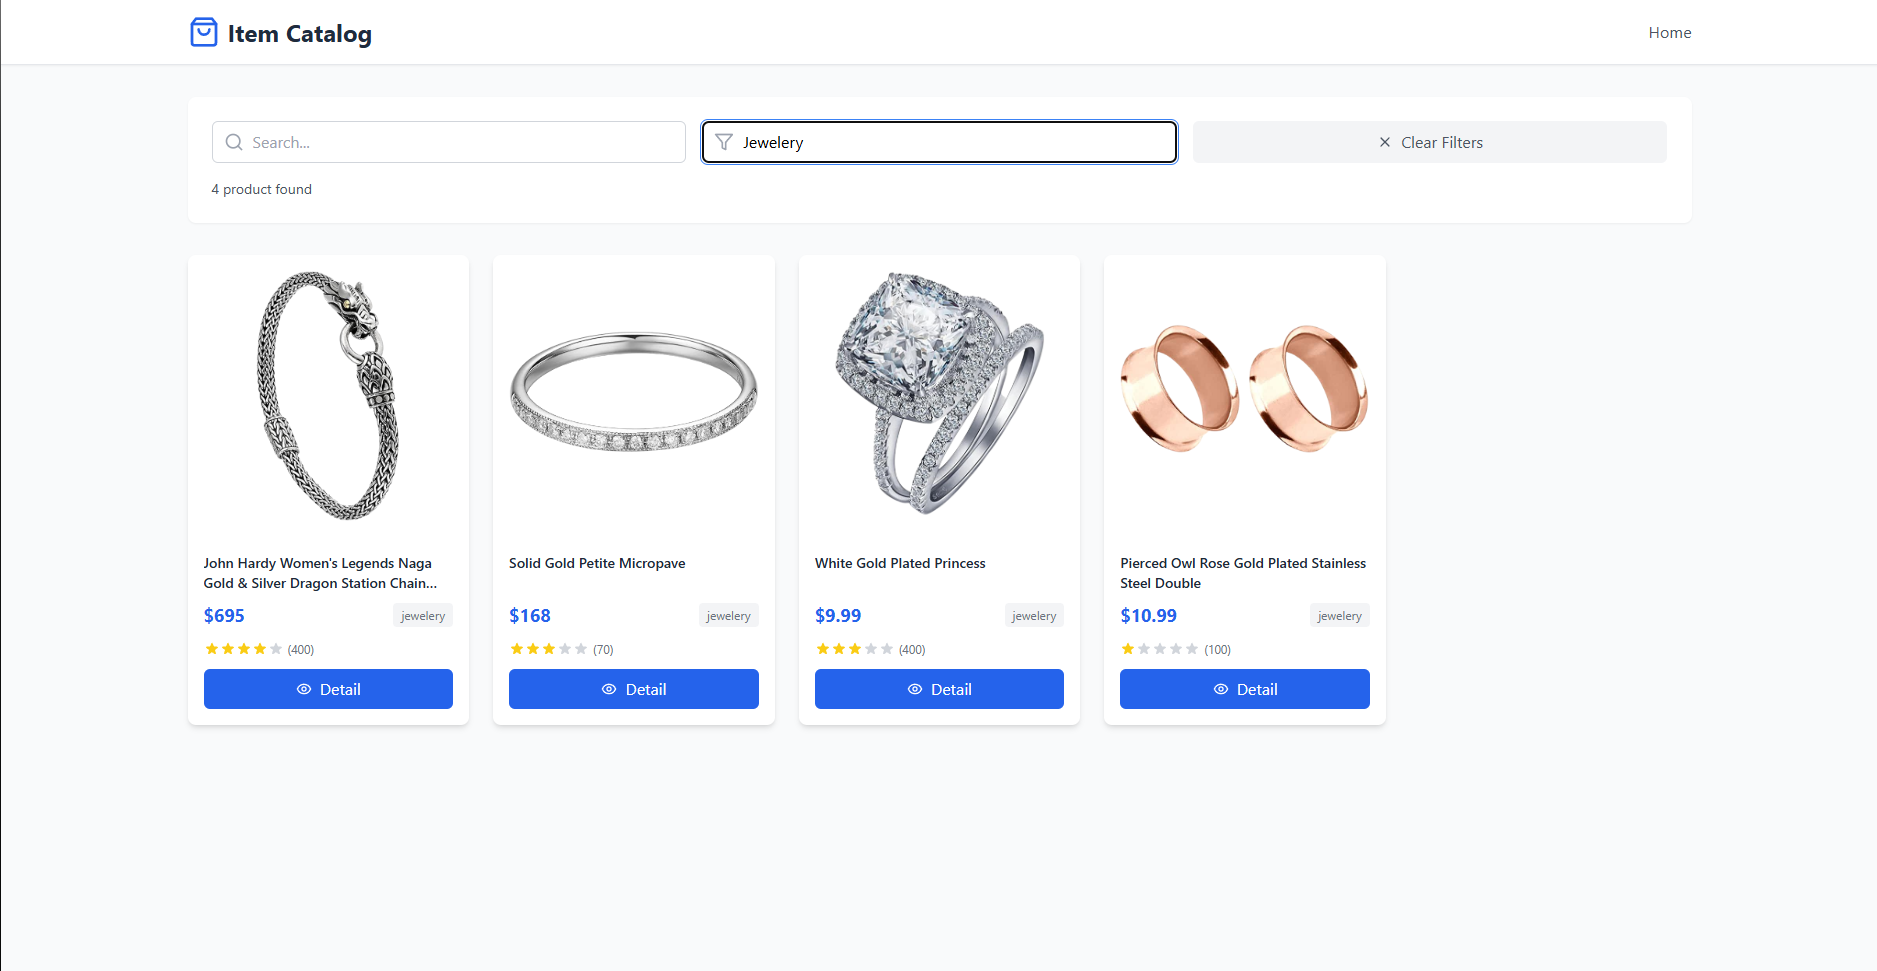 Item Catalog
Home
Search...
Jewelery
Clear Filters
4 product found
John Hardy Women's Legends Naga
Gold & Silver Dragon Station Chain...
$695
jewelery
(400)
Detail
Solid Gold Petite Micropave
$168
jewelery
(70)
Detail
White Gold Plated Princess
$9.99
jewelery
(400)
Detail
Pierced Owl Rose Gold Plated Stainless
Steel Double
$10.99
jewelery
(100)
Detail